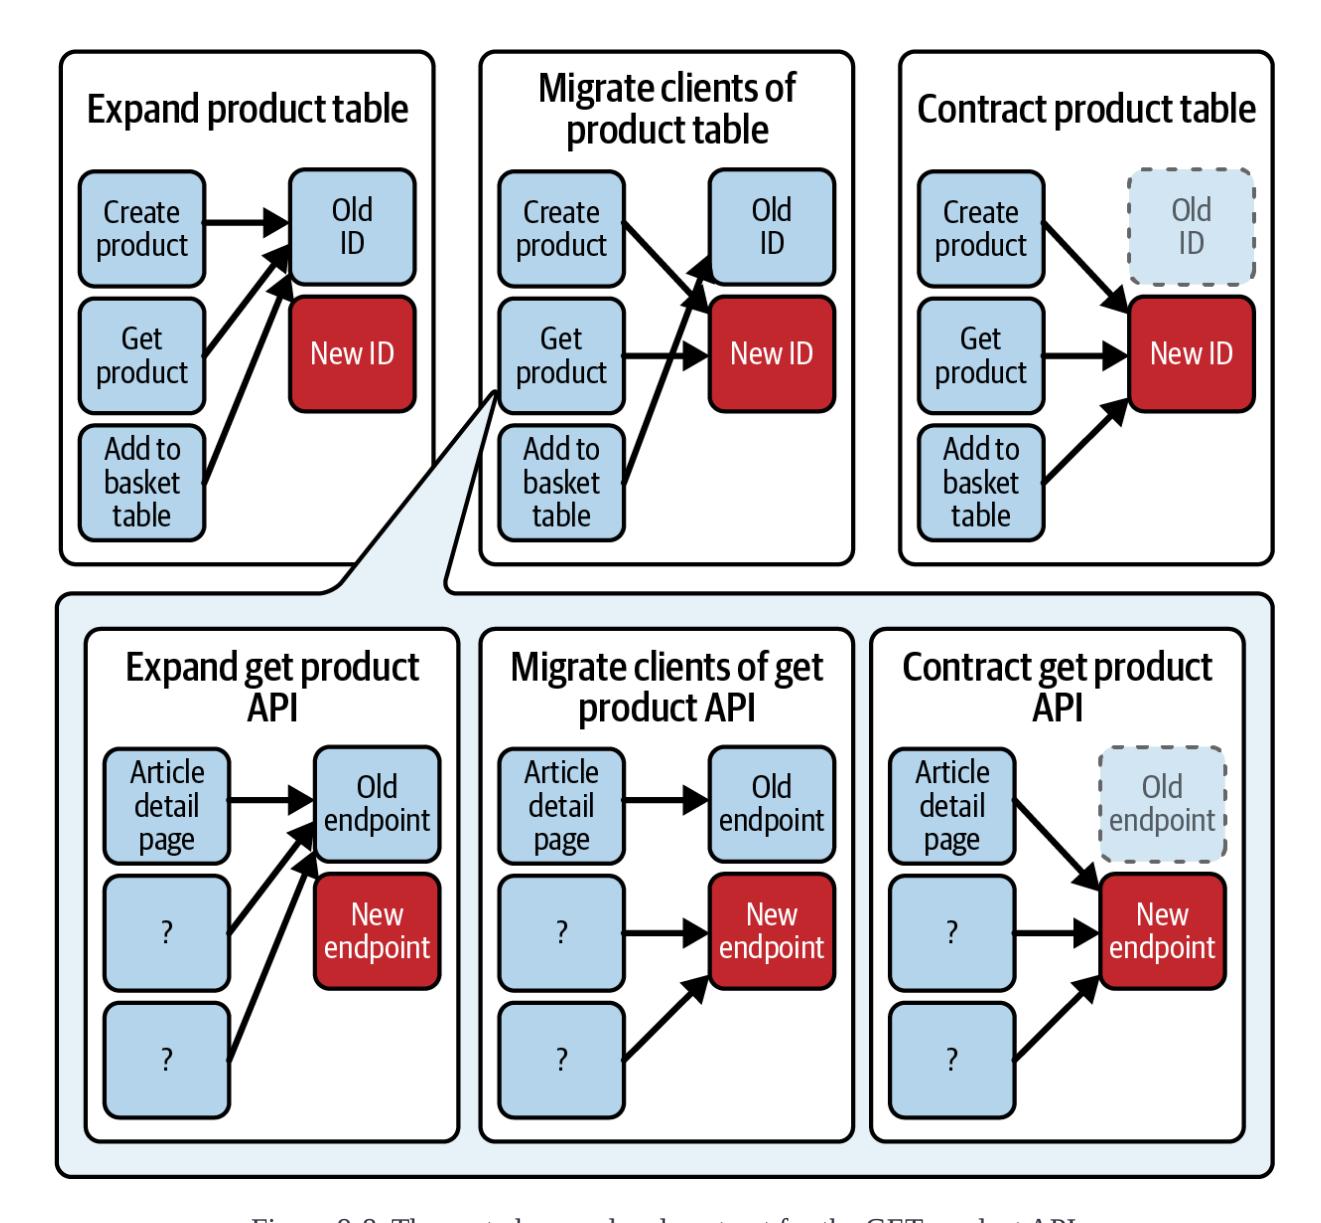 Expand product table
Create
product
Old
ID
Get
product
New ID
Add to
basket
table
Migrate clients of
product table
Create
product
Old
ID
Get
product
New ID
Add to
basket
table
Contract product table
Create
product
Old
ID
Get
product
New ID
Add to
basket
table
Expand get product
API
Article
detail
page
Old
endpoint
?
New
endpoint
?
Migrate clients of get
product API
Article
detail
page
Old
endpoint
?
New
endpoint
?
Contract get product
API
Article
detail
page
Old
endpoint
?
New
endpoint
?